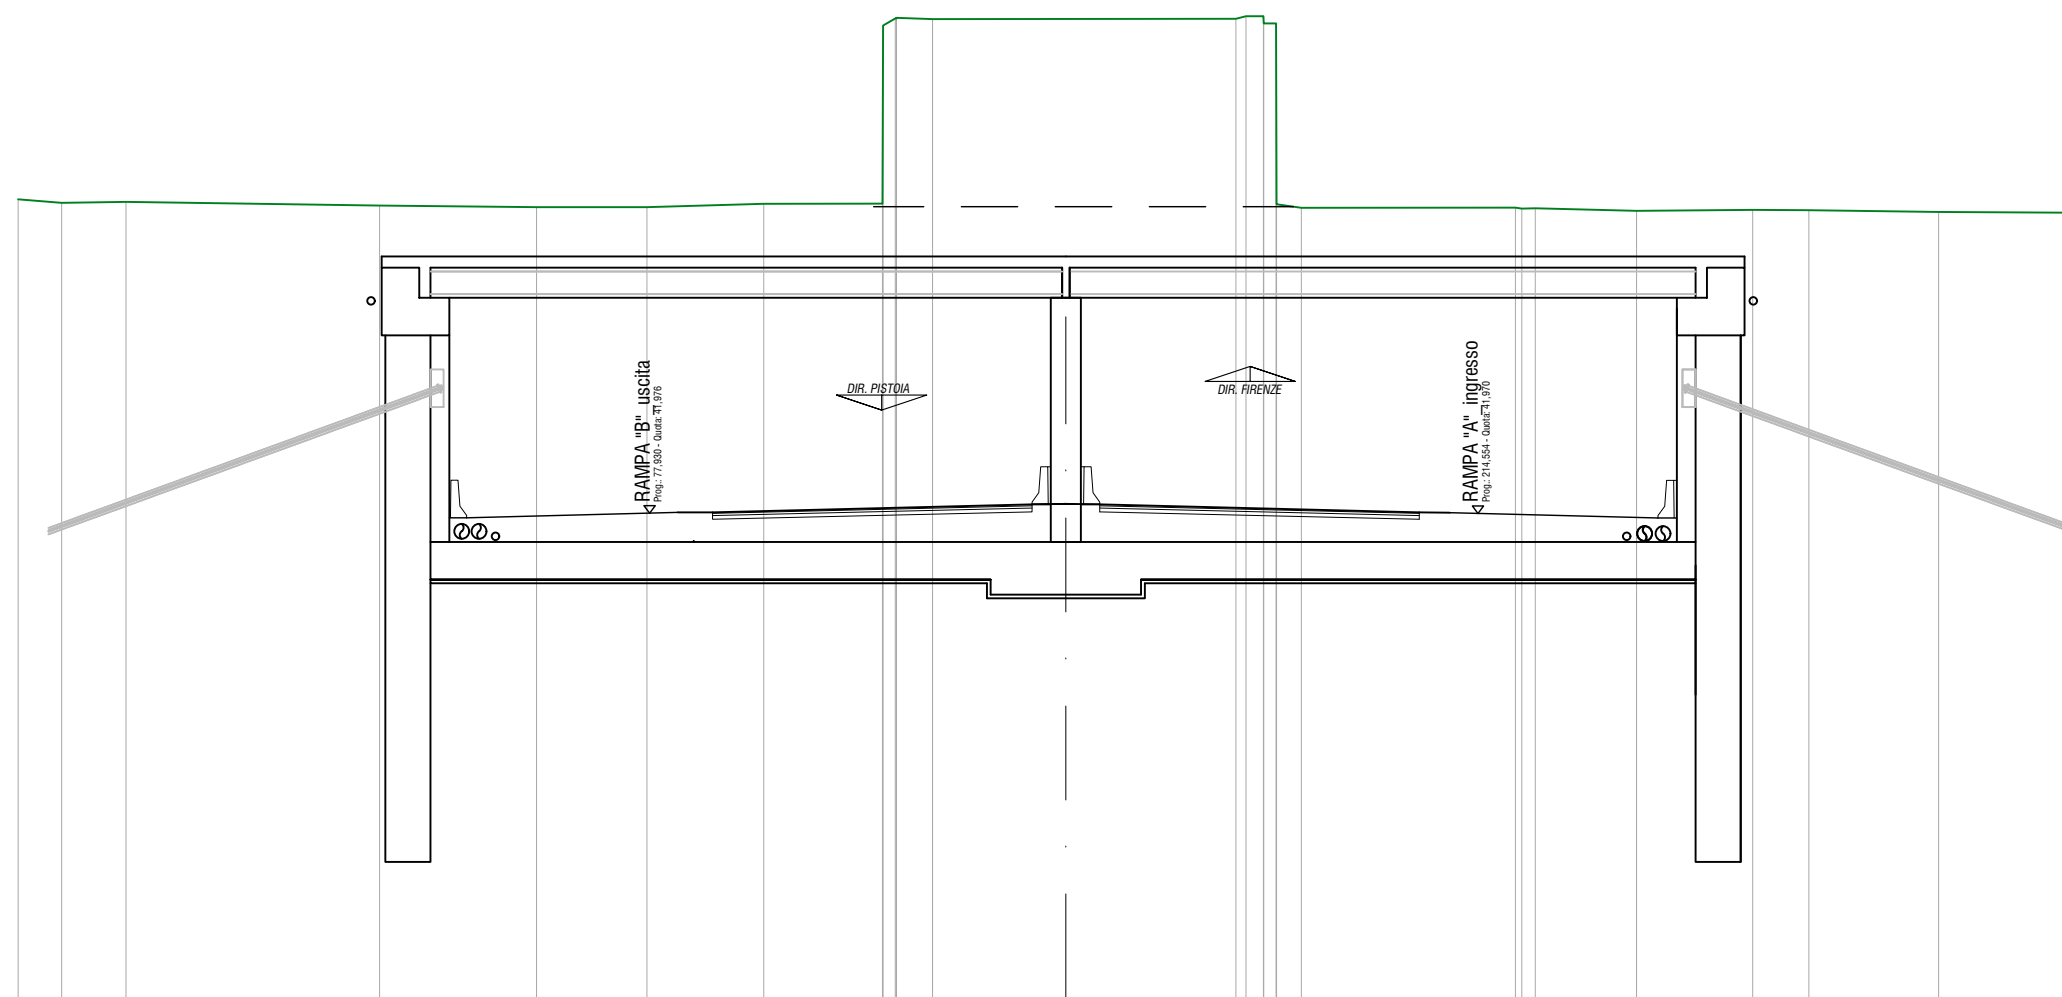 RAMPA "B" uscita
Prog.: 77,930 - Quota: 41,976
DIR. PISTOIA
DIR. FIRENZE
RAMPA "A" ingresso
Prog.: 214,554 - Quota: 41,970